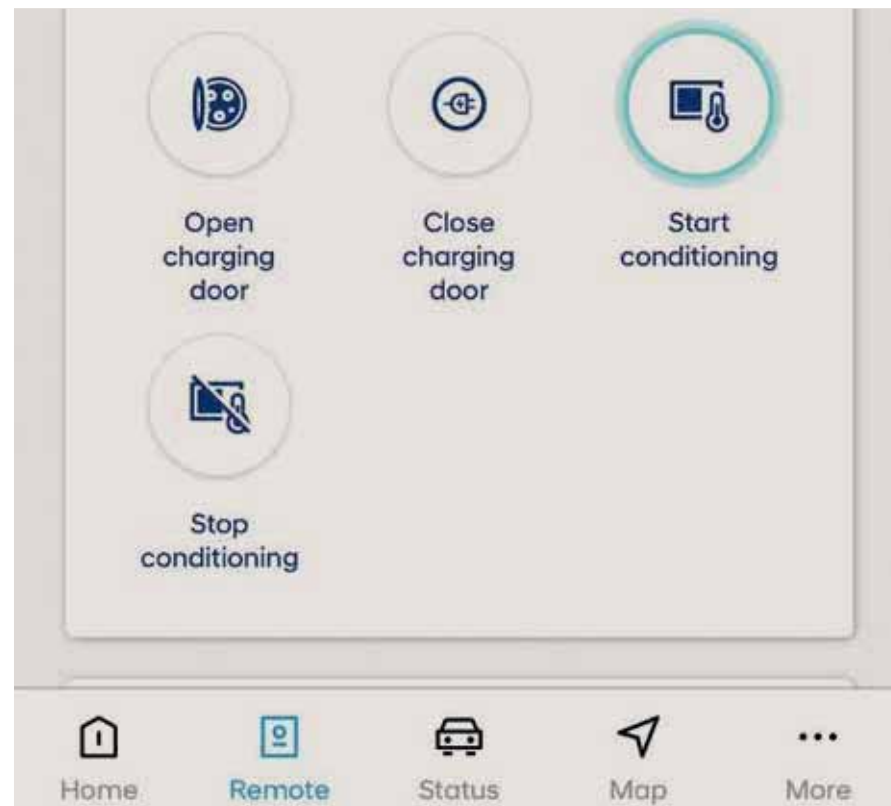 Open
charging
door
Close
charging
door
Start
conditioning
Stop
conditioning
Home
Remote
Status
Map
More